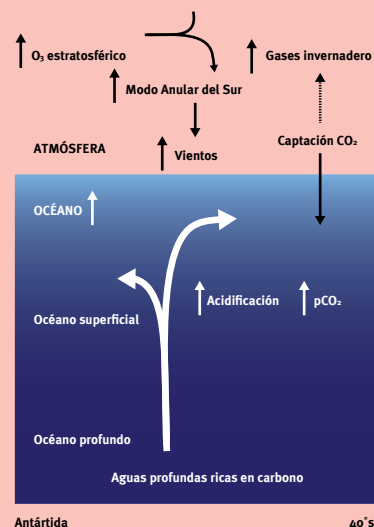 O₃ estratosférico
Gases invernadero
Modo Anular del Sur
Captación CO₂
ATMÓSFERA
Vientos
OCÉANO
Acidificación
pCO₂
Océano superficial
Océano profundo
Aguas profundas ricas en carbono
Antártida
40°s